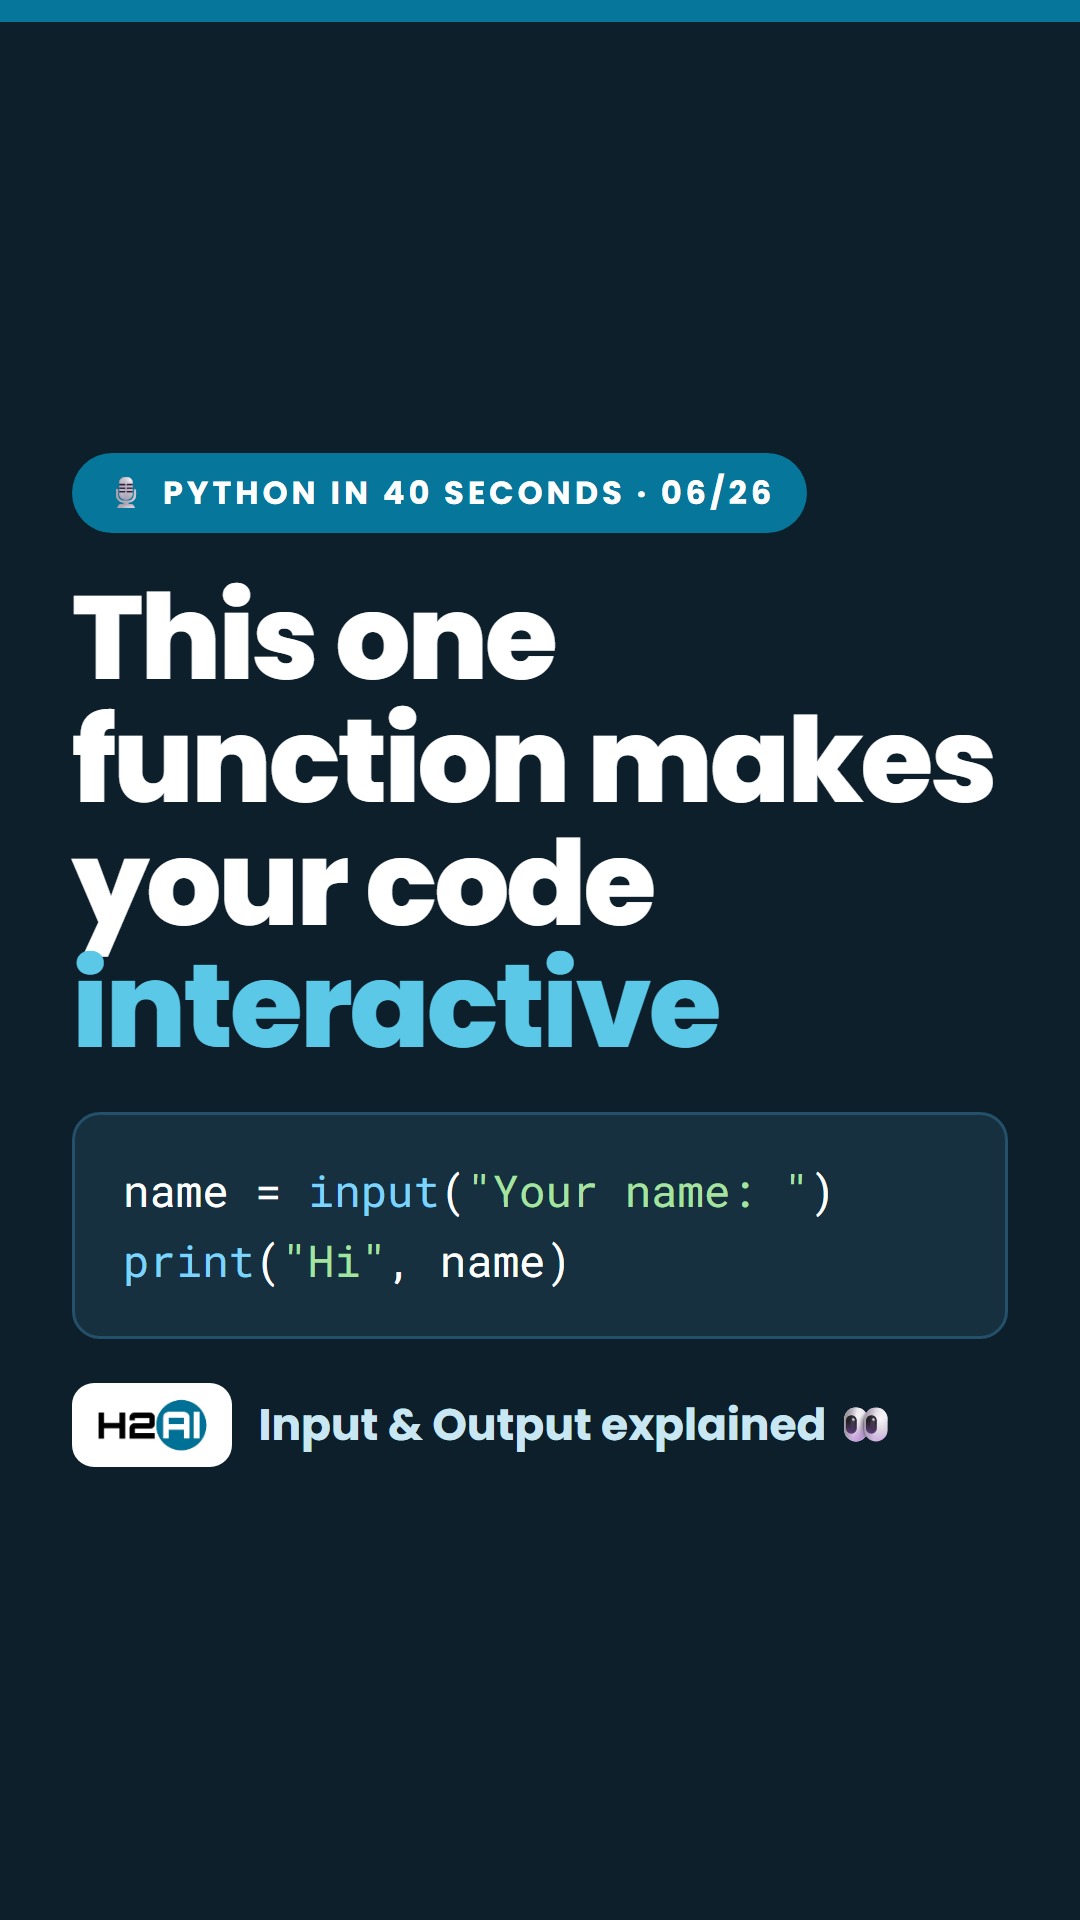 🎙️ PYTHON IN 40 SECONDS · 06/26
This one
function makes
your code
interactive
name = input("Your name: ")
print("Hi", name)
H2AI
Input & Output explained 👀